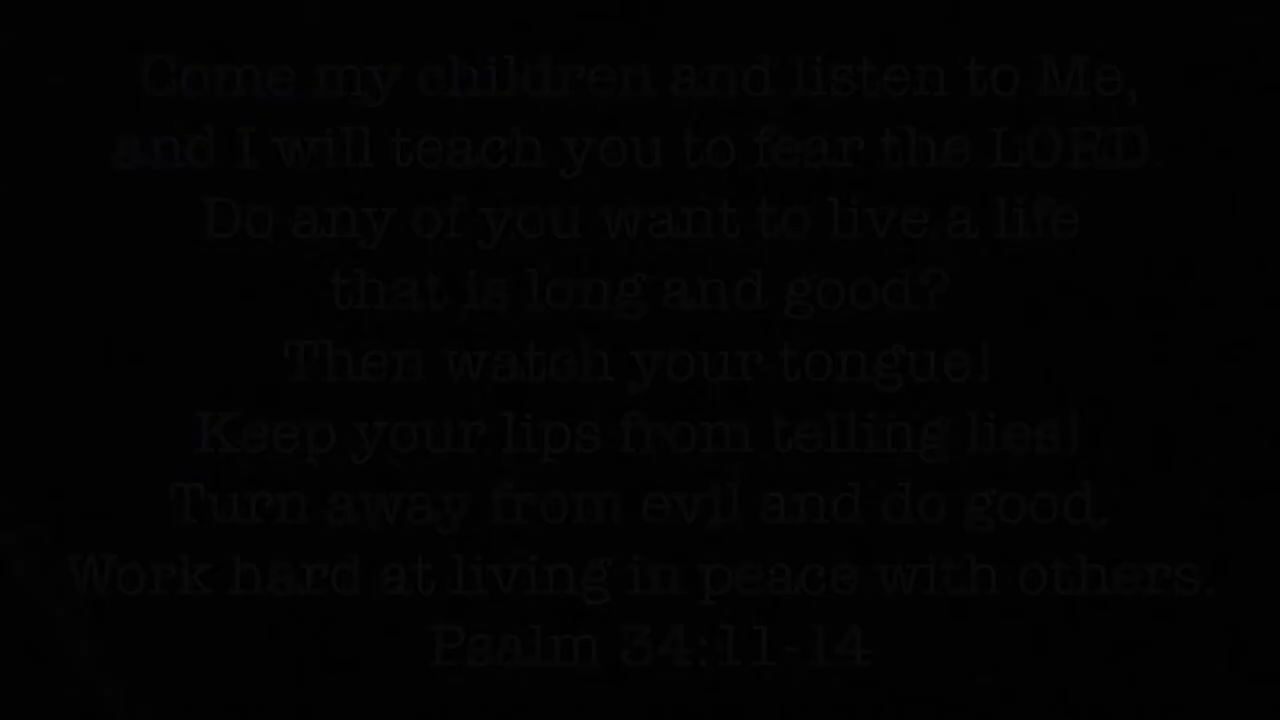 Come my children and listen to Me,
and I will teach you to fear the LORD.
Do any of you want to live a life
that is long and good?
Then watch your tongue!
Keep your lips from telling lies!
Turn away from evil and do good.
Work hard at living in peace with others.
Psalm 34:11-14